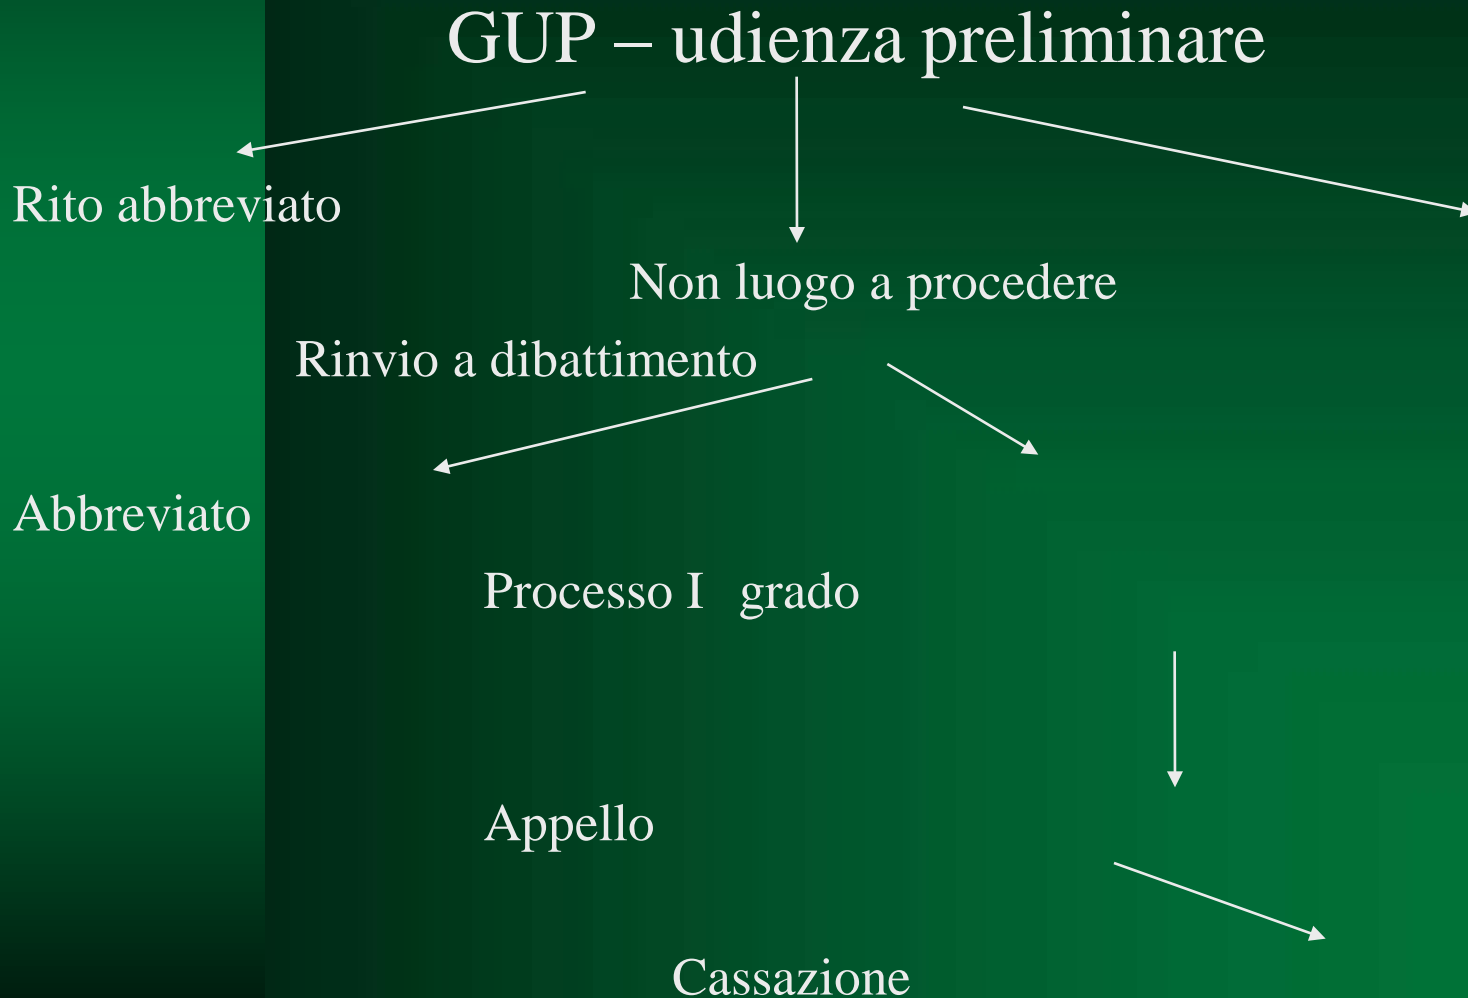 GUP – udienza preliminare
Rito abbreviato
Non luogo a procedere
Rinvio a dibattimento
Abbreviato
Processo I grado
Appello
Cassazione